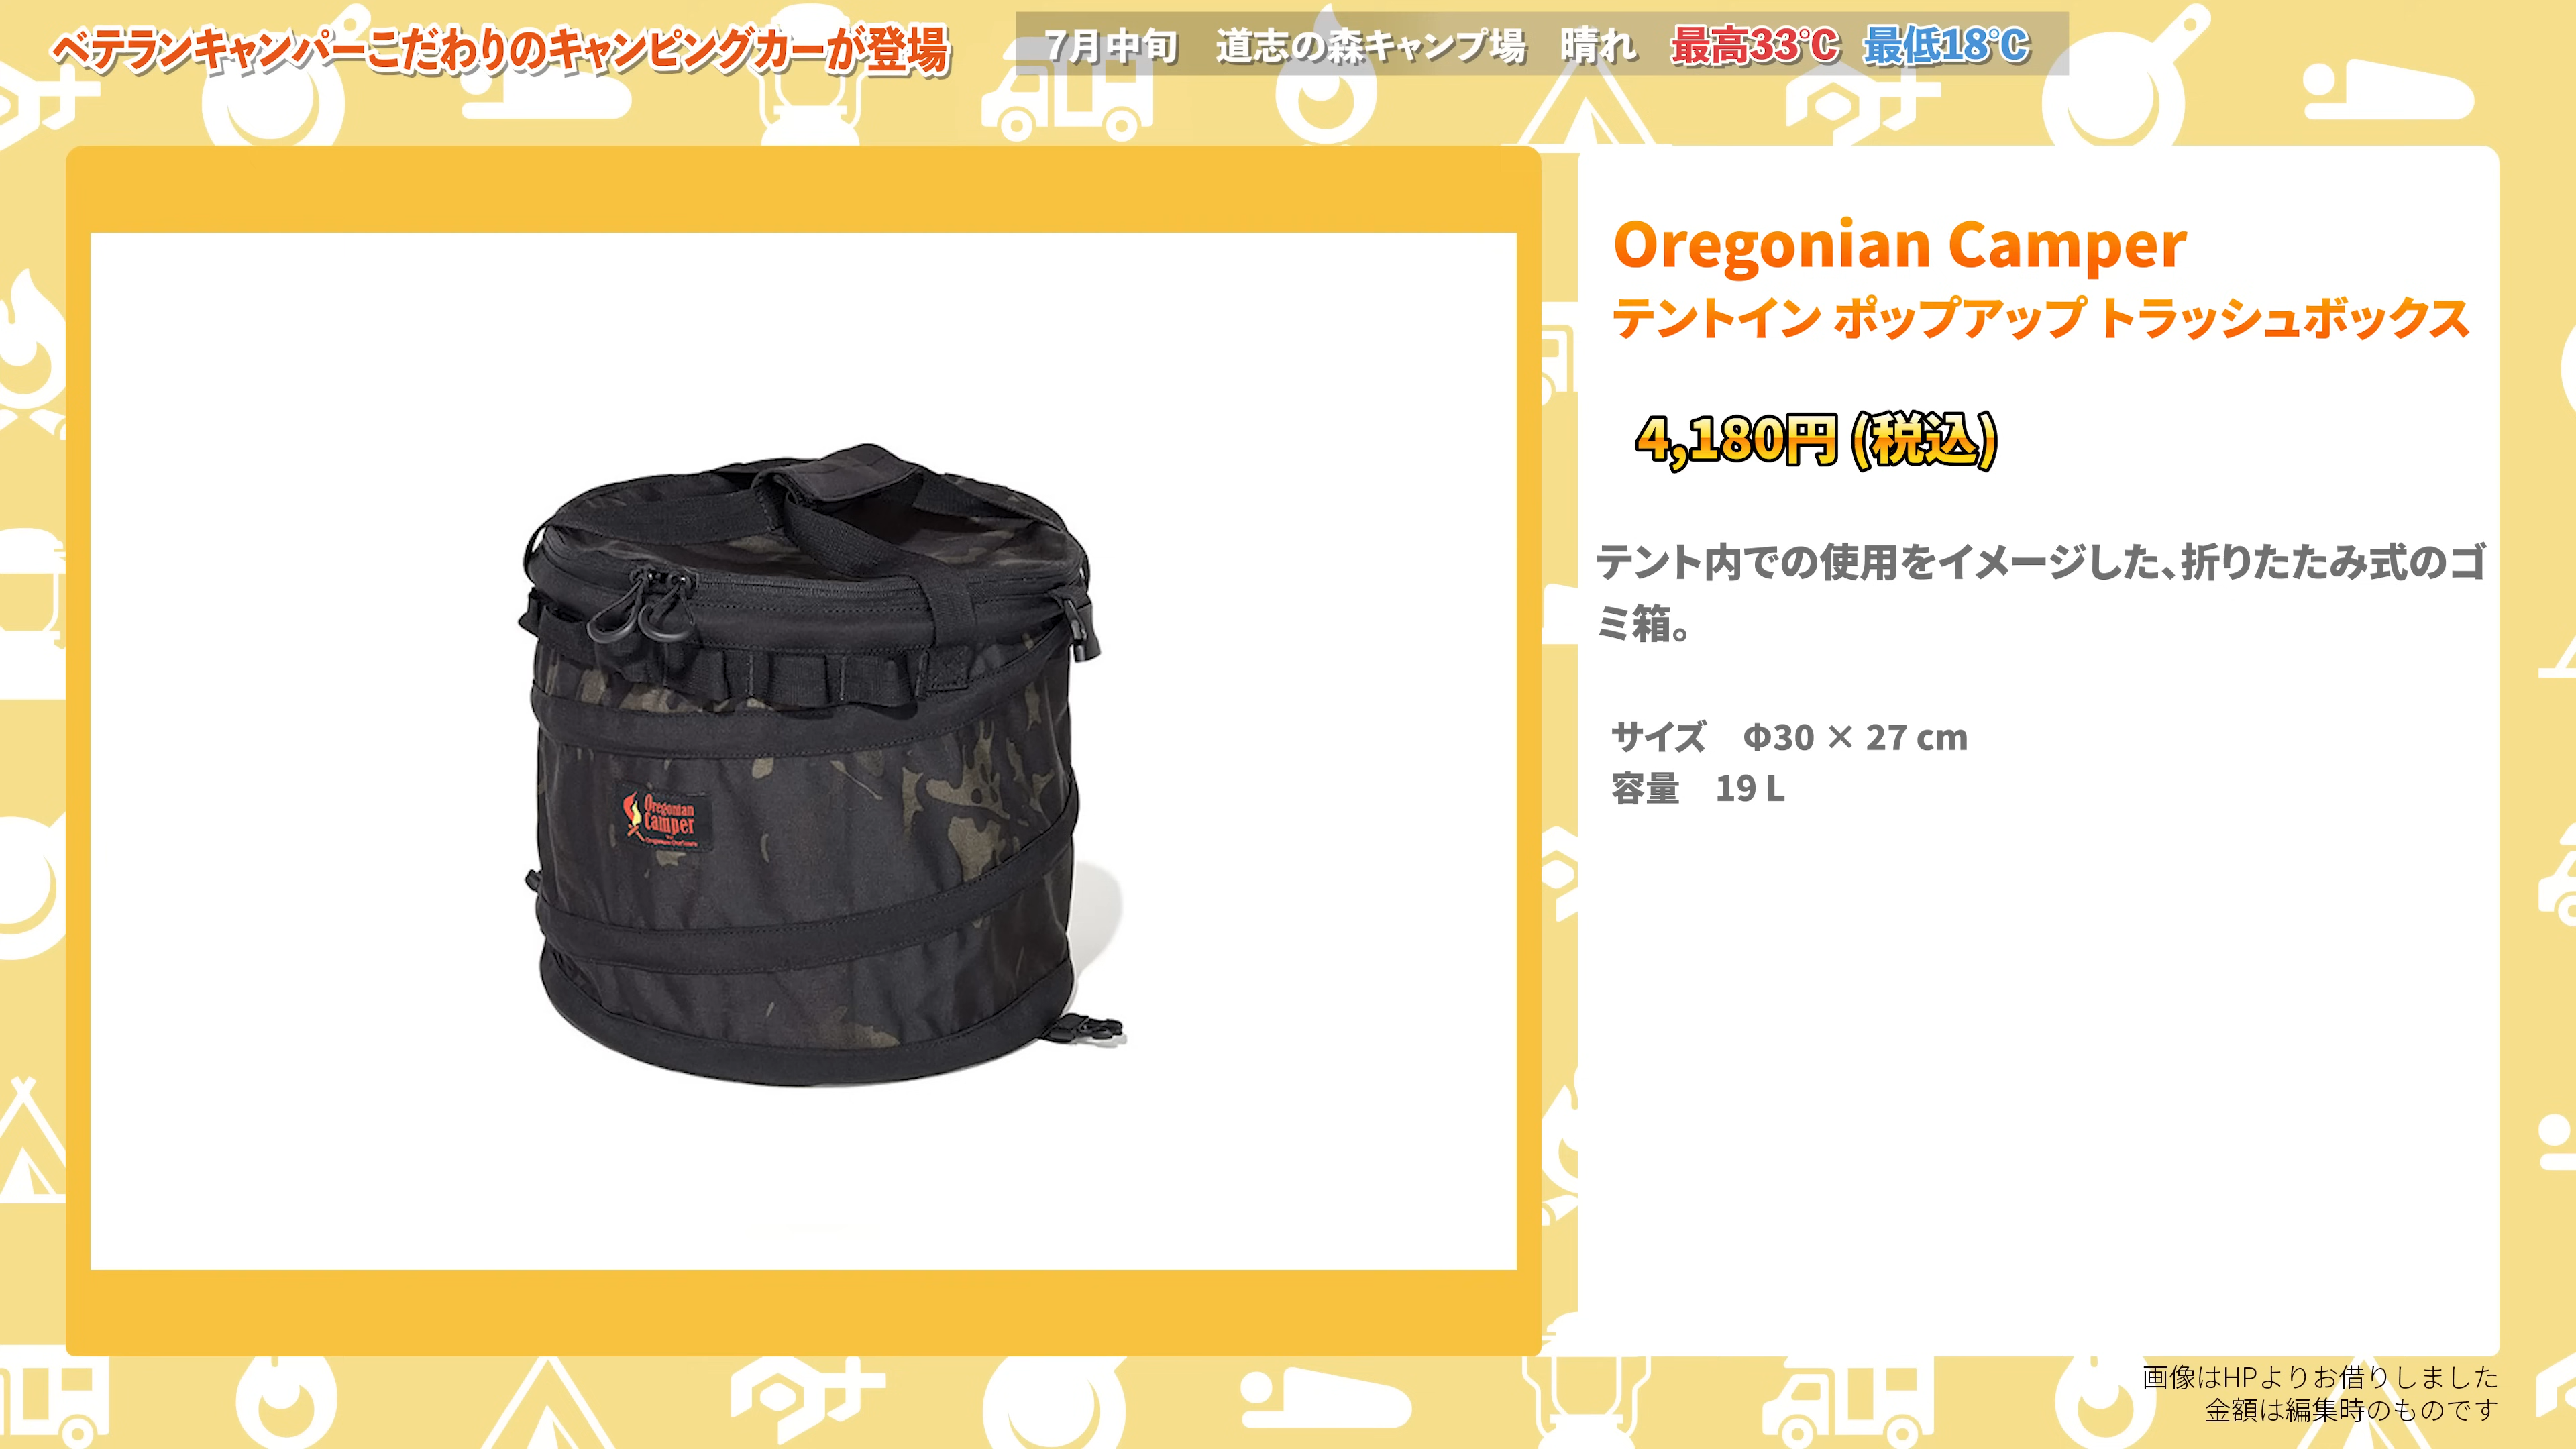 ベテランキャンパーこだわりのキャンピングカーが登場
7月中旬　道志の森キャンプ場　晴れ　最高33℃　最低18℃
Oregonian Camper
テントイン ポップアップ トラッシュボックス
4,180円 (税込)
テント内での使用をイメージした、折りたたみ式のゴ
ミ箱。
サイズ　Φ30 × 27 cm
容量　19 L
Oregonian
Camper
画像はHPよりお借りしました
金額は編集時のものです